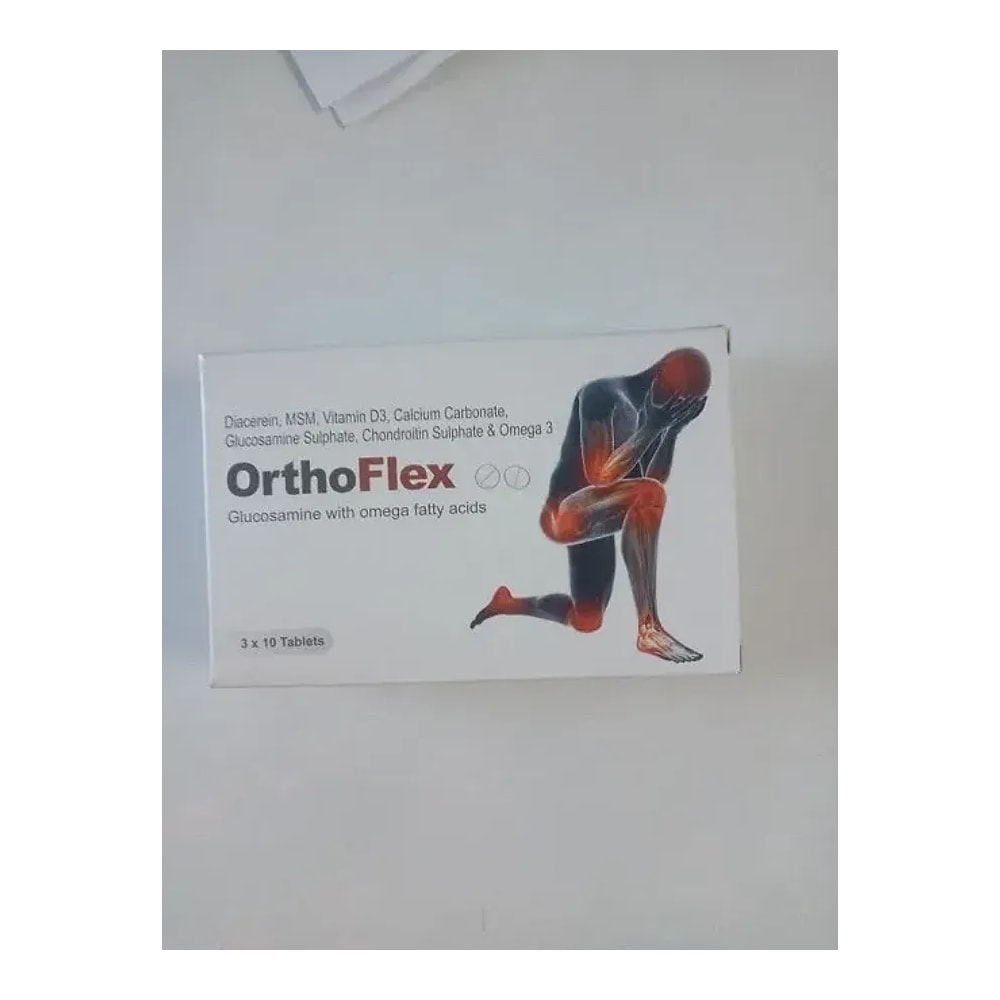 Diacerein, MSM, Vitamin D3, Calcium Carbonate,
Glucosamine Sulphate, Chondroitin Sulphate & Omega 3
OrthoFlex
Glucosamine with omega fatty acids
3 x 10 Tablets